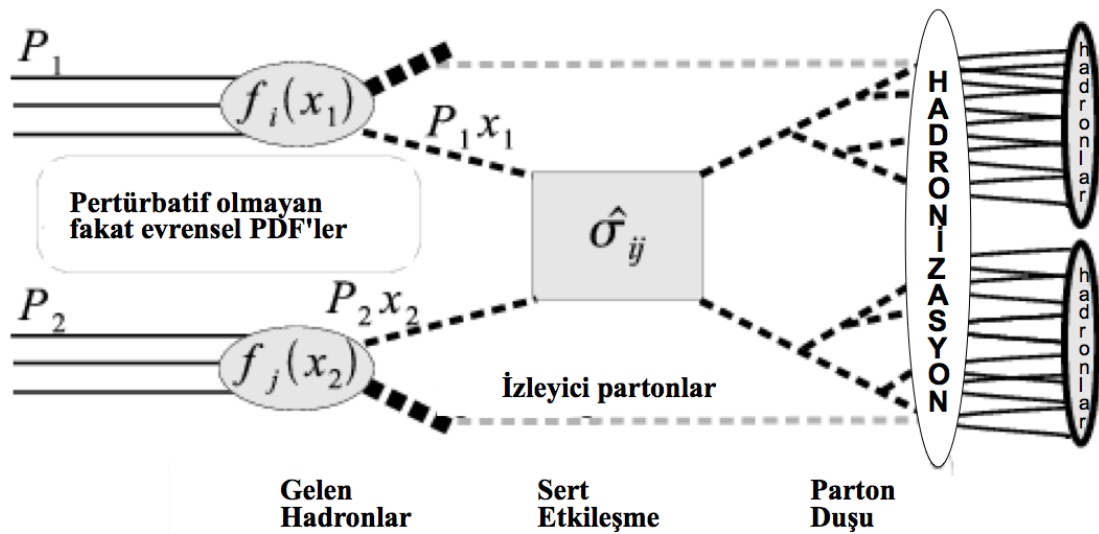 P₁
fᵢ(x₁)
P₁x₁
Pertürbatif olmayan
fakat evrensel PDF'ler
σ̂ᵢⱼ
P₂
P₂x₂
fⱼ(x₂)
İzleyici partonlar
HADRONİZASYON
hadronlar
hadronlar
Gelen
Hadronlar
Sert
Etkileşme
Parton
Duşu